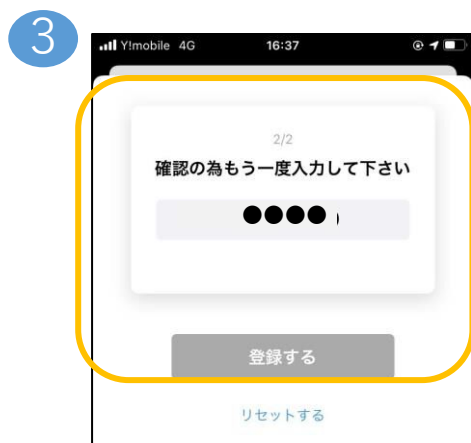 3
Y!mobile 4G 16:37
2/2
確認の為もう一度入力して下さい
●●●●
登録する
リセットする